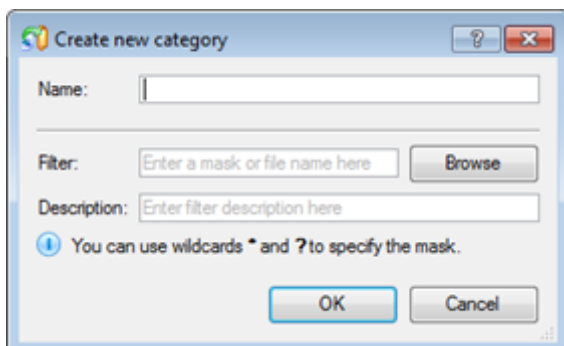 Create new category
Name:
Filter: Enter a mask or file name here Browse
Description: Enter filter description here
You can use wildcards * and ? to specify the mask.
OK Cancel